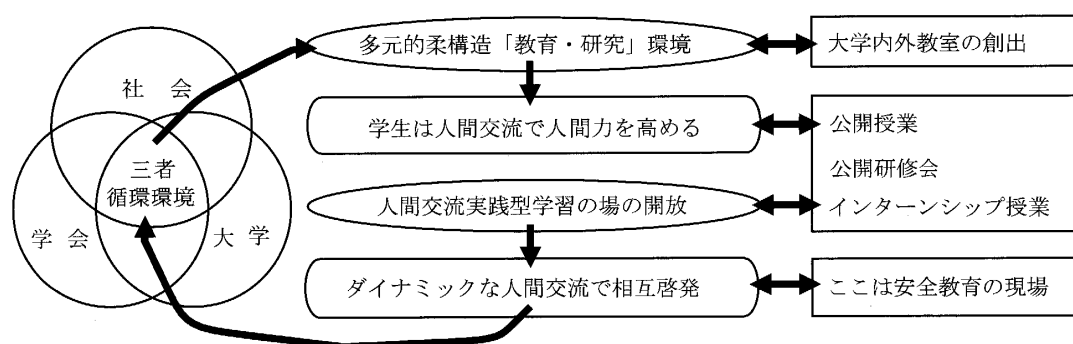 社 会
三者
循環環境
学 会
大 学
多元的柔構造「教育・研究」環境
大学内外教室の創出
学生は人間交流で人間力を高める
公開授業
公開研修会
人間交流実践型学習の場の開放
インターンシップ授業
ダイナミックな人間交流で相互啓発
ここは安全教育の現場